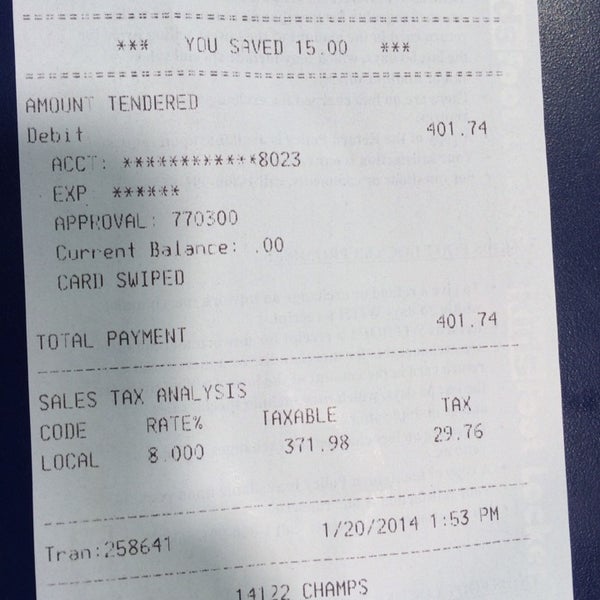 *** YOU SAVED 15.00 ***
AMOUNT TENDERED
Debit 401.74
ACCT: ************8023
EXP: ******
APPROVAL: 770300
Current Balance: .00
CARD SWIPED
TOTAL PAYMENT 401.74
SALES TAX ANALYSIS
CODE RATE% TAXABLE TAX
LOCAL 8.000 371.98 29.76
Tran:258641 1/20/2014 1:53 PM
14122 CHAMPS